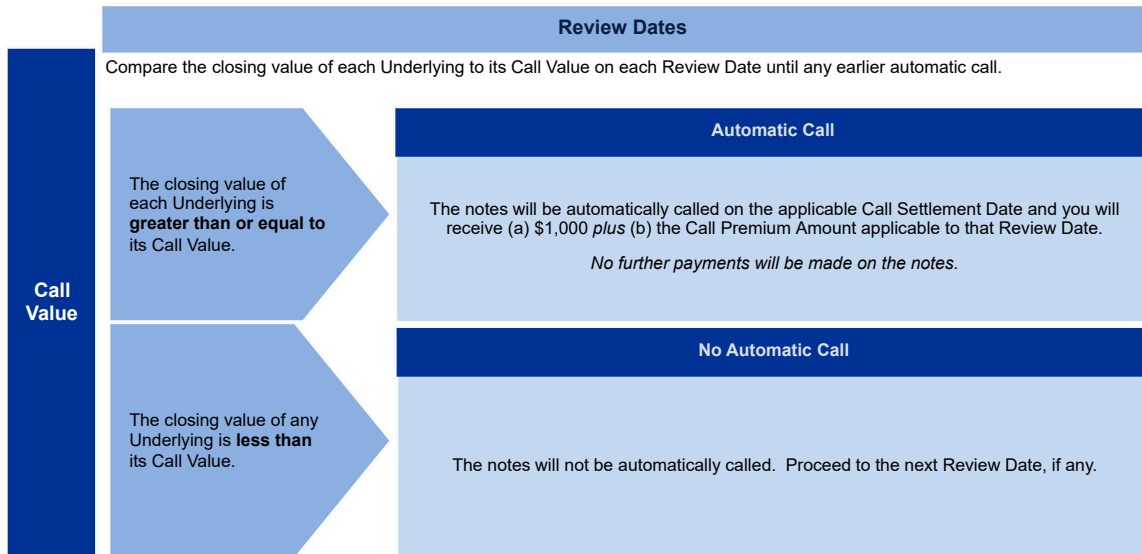 Review Dates
Compare the closing value of each Underlying to its Call Value on each Review Date until any earlier automatic call.
Call
Value
The closing value of
each Underlying is
greater than or equal to
its Call Value.
Automatic Call
The notes will be automatically called on the applicable Call Settlement Date and you will
receive (a) $1,000 plus (b) the Call Premium Amount applicable to that Review Date.
No further payments will be made on the notes.
The closing value of any
Underlying is less than
its Call Value.
No Automatic Call
The notes will not be automatically called.  Proceed to the next Review Date, if any.